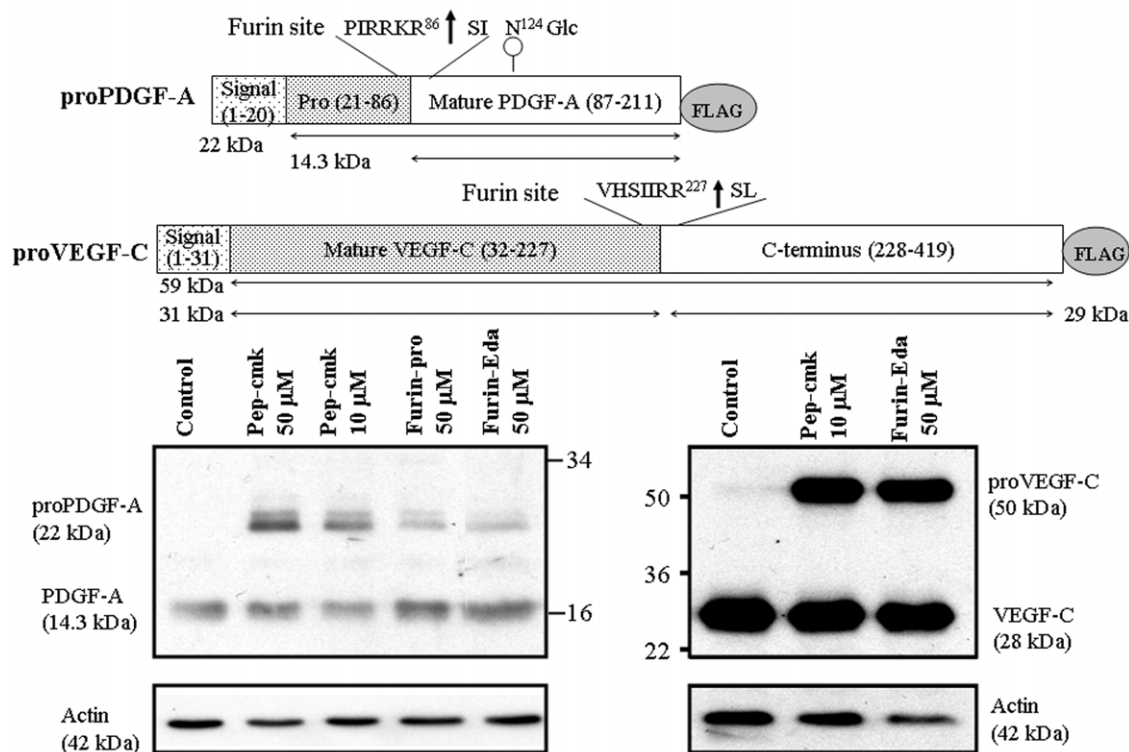 Furin site PIRRKR⁸⁶ SI N¹²⁴ Glc
proPDGF-A Signal (1-20) Pro (21-86) Mature PDGF-A (87-211) FLAG
22 kDa
14.3 kDa
Furin site VHSIIRR²²⁷ SL
proVEGF-C Signal (1-31) Mature VEGF-C (32-227) C-terminus (228-419) FLAG
59 kDa
31 kDa 29 kDa
Control
Pep-cmk 50 µM
Pep-cmk 10 µM
Furin-pro 50 µM
Furin-Eda 50 µM
34
proPDGF-A
(22 kDa)
PDGF-A
(14.3 kDa)
16
Actin
(42 kDa)
Control
Pep-cmk 10 µM
Furin-Eda 50 µM
50
proVEGF-C
(50 kDa)
36
VEGF-C
(28 kDa)
22
Actin
(42 kDa)